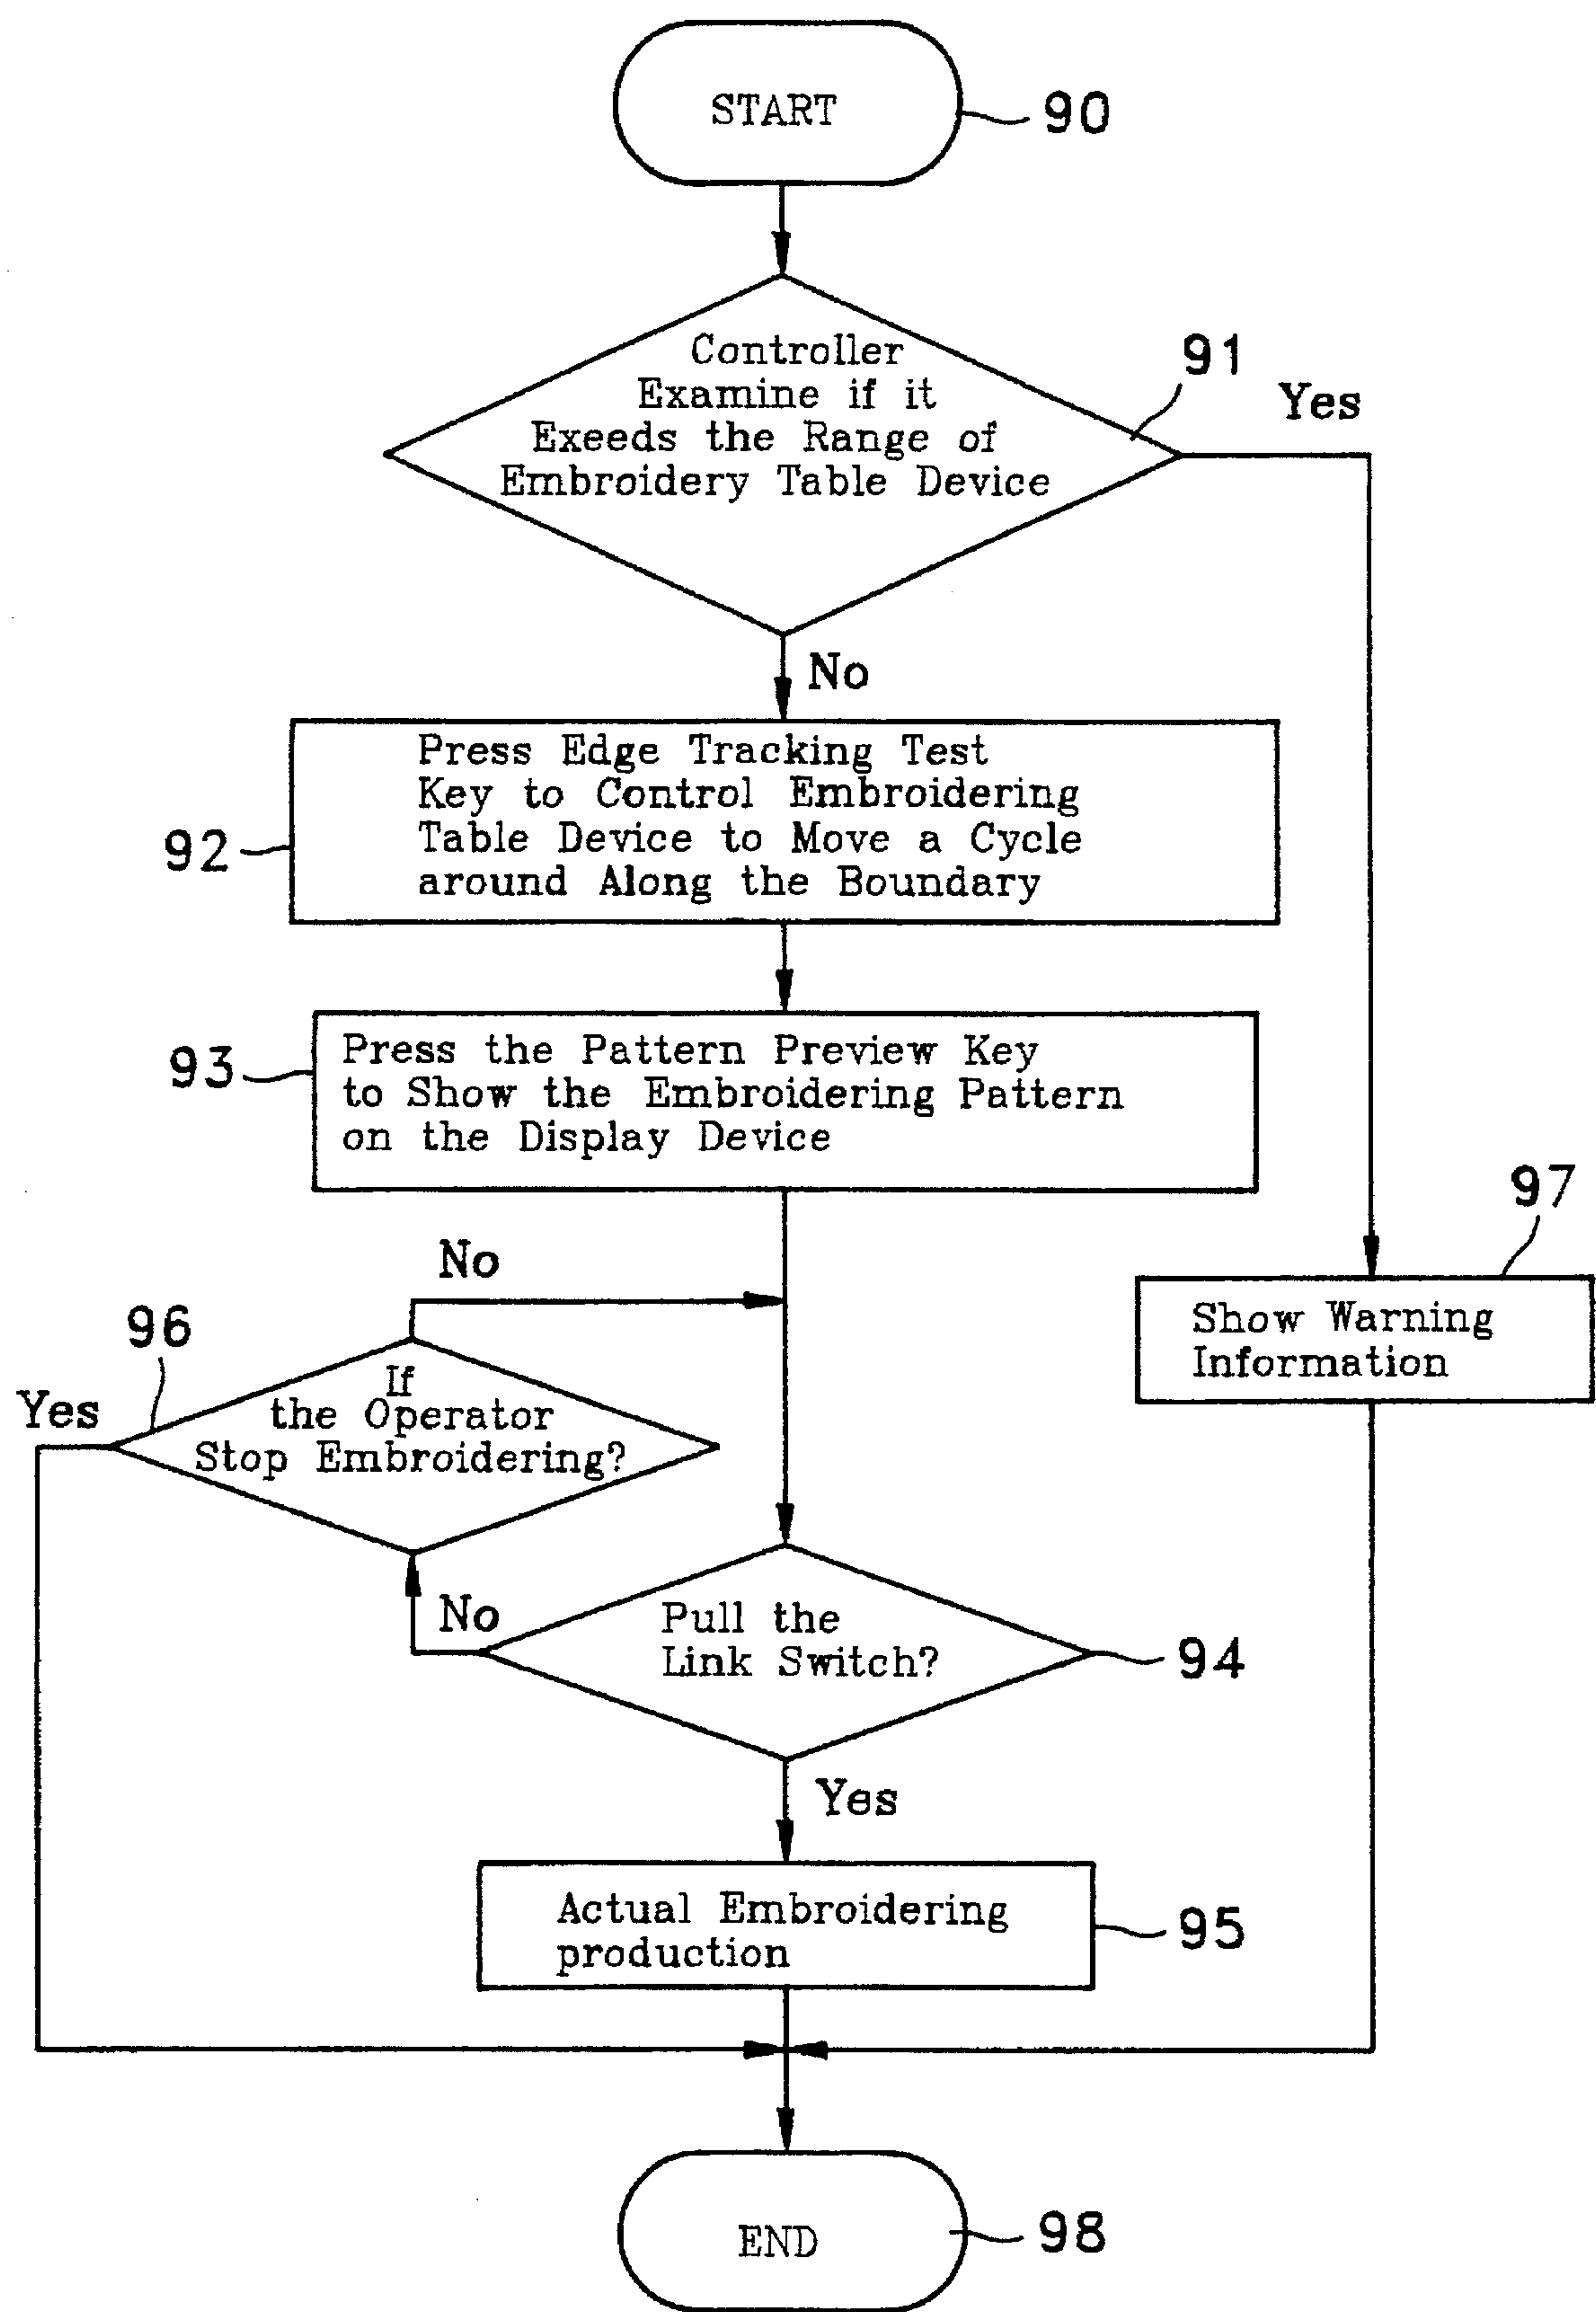 START
90
Controller
Examine if it
Exeeds the Range of
Embroidery Table Device
91
Yes
No
Press Edge Tracking Test
Key to Control Embroidering
Table Device to Move a Cycle
around Along the Boundary
92
Press the Pattern Preview Key
to Show the Embroidering Pattern
on the Display Device
93
97
Show Warning
Information
No
96
Yes
If
the Operator
Stop Embroidering?
No
Pull the
Link Switch?
94
Yes
Actual Embroidering
production
95
END
98